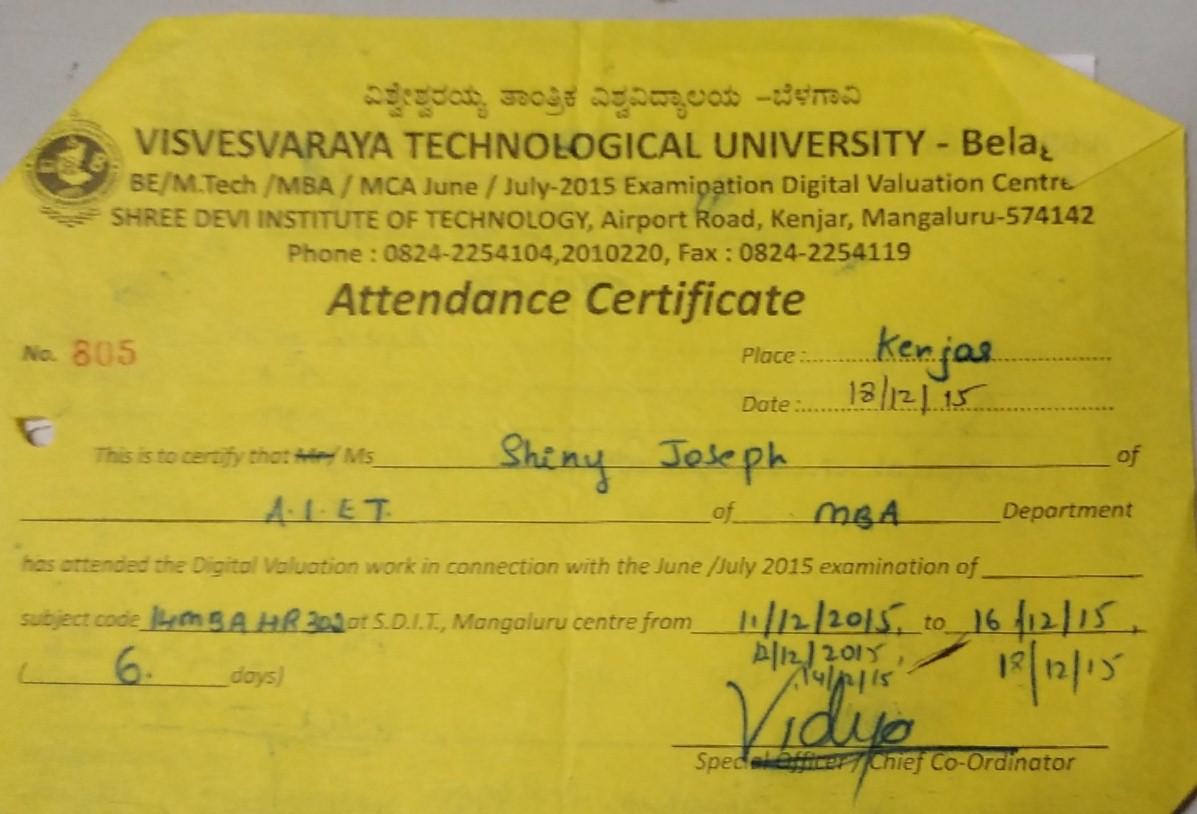 ವಿಶ್ವೇಶ್ವರಯ್ಯ ತಾಂತ್ರಿಕ ವಿಶ್ವವಿದ್ಯಾಲಯ –ಬೆಳಗಾವಿ
VISVESVARAYA TECHNOLOGICAL UNIVERSITY - Bela
BE/M.Tech /MBA / MCA June / July-2015 Examination Digital Valuation Centre
SHREE DEVI INSTITUTE OF TECHNOLOGY, Airport Road, Kenjar, Mangaluru-574142
Phone : 0824-2254104,2010220, Fax : 0824-2254119
Attendance Certificate
No. 805 Place : Kenjar
Date : 18/12/15
This is to certify that Mr/ Ms Shiny Joseph of
A.I.E.T. of MBA Department
has attended the Digital Valuation work in connection with the June /July 2015 examination of
subject code 14MBA HR 302 at S.D.I.T., Mangaluru centre from 11/12/2015, to 16/12/15,
12/12/2015, 18/12/15
(6. days) 14/12/15
Vidya
Special Officer / Chief Co-Ordinator